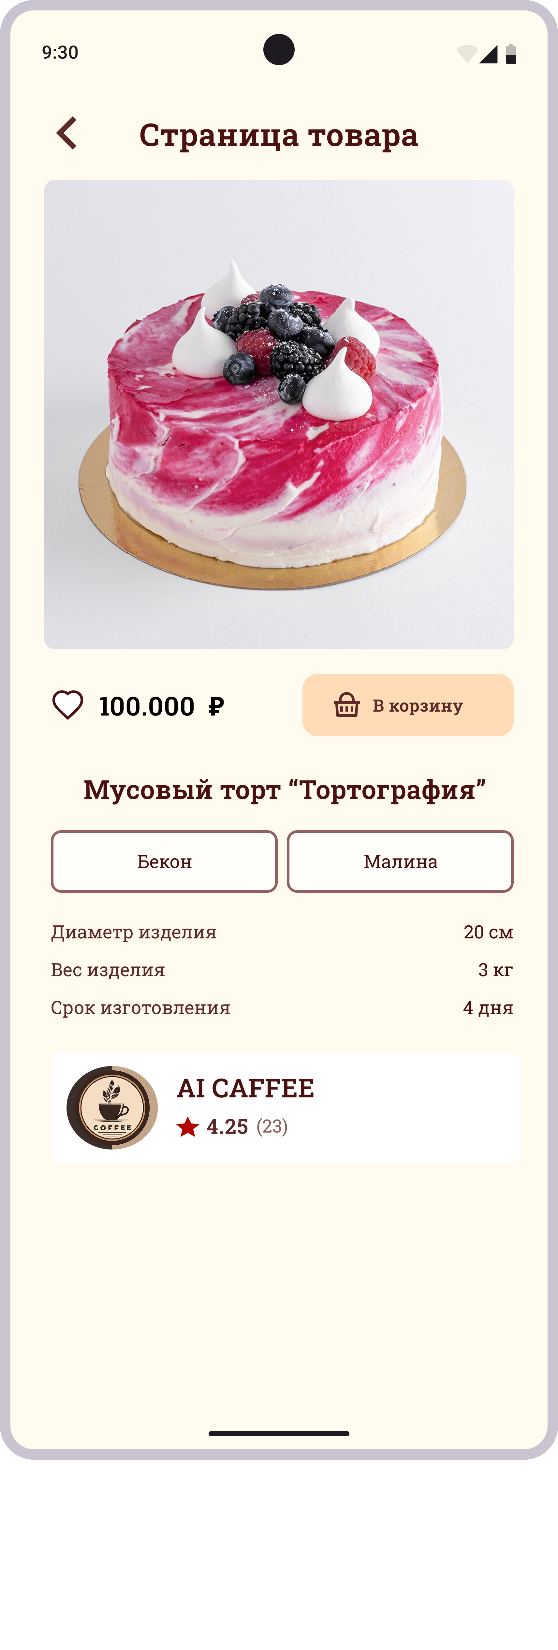 9:30
Страница товара
100.000 ₽
В корзину
Мусовый торт “Тортография”
Бекон
Малина
Диаметр изделия 20 см
Вес изделия 3 кг
Срок изготовления 4 дня
COFFEE
AI CAFFEE
4.25 (23)